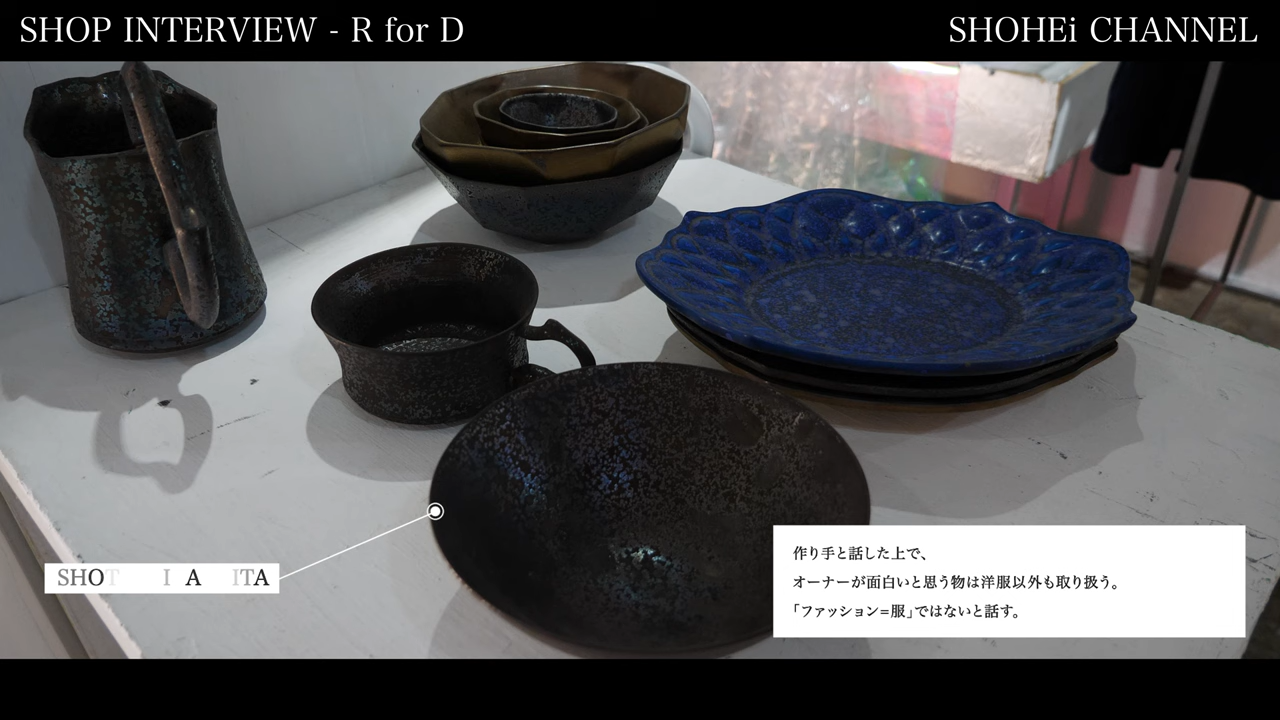 SHOP INTERVIEW - R for D
SHOHEi CHANNEL
作り手と話した上で、
オーナーが面白いと思う物は洋服以外も取り扱う。
「ファッション=服」ではないと話す。